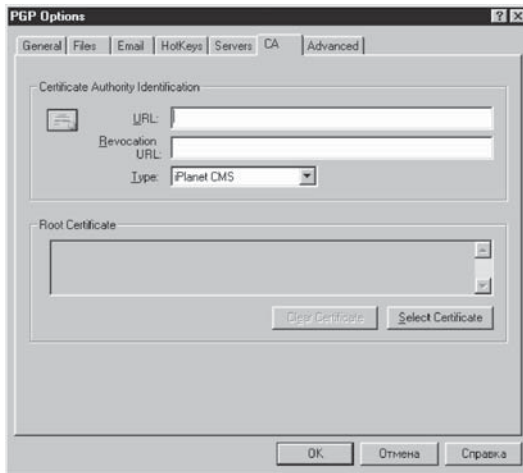 PGP Options
General Files Email HotKeys Servers CA Advanced
Certificate Authority Identification
URL:
Revocation URL:
Type: iPlanet CMS
Root Certificate
Clear Certificate Select Certificate
OK Отмена Справка